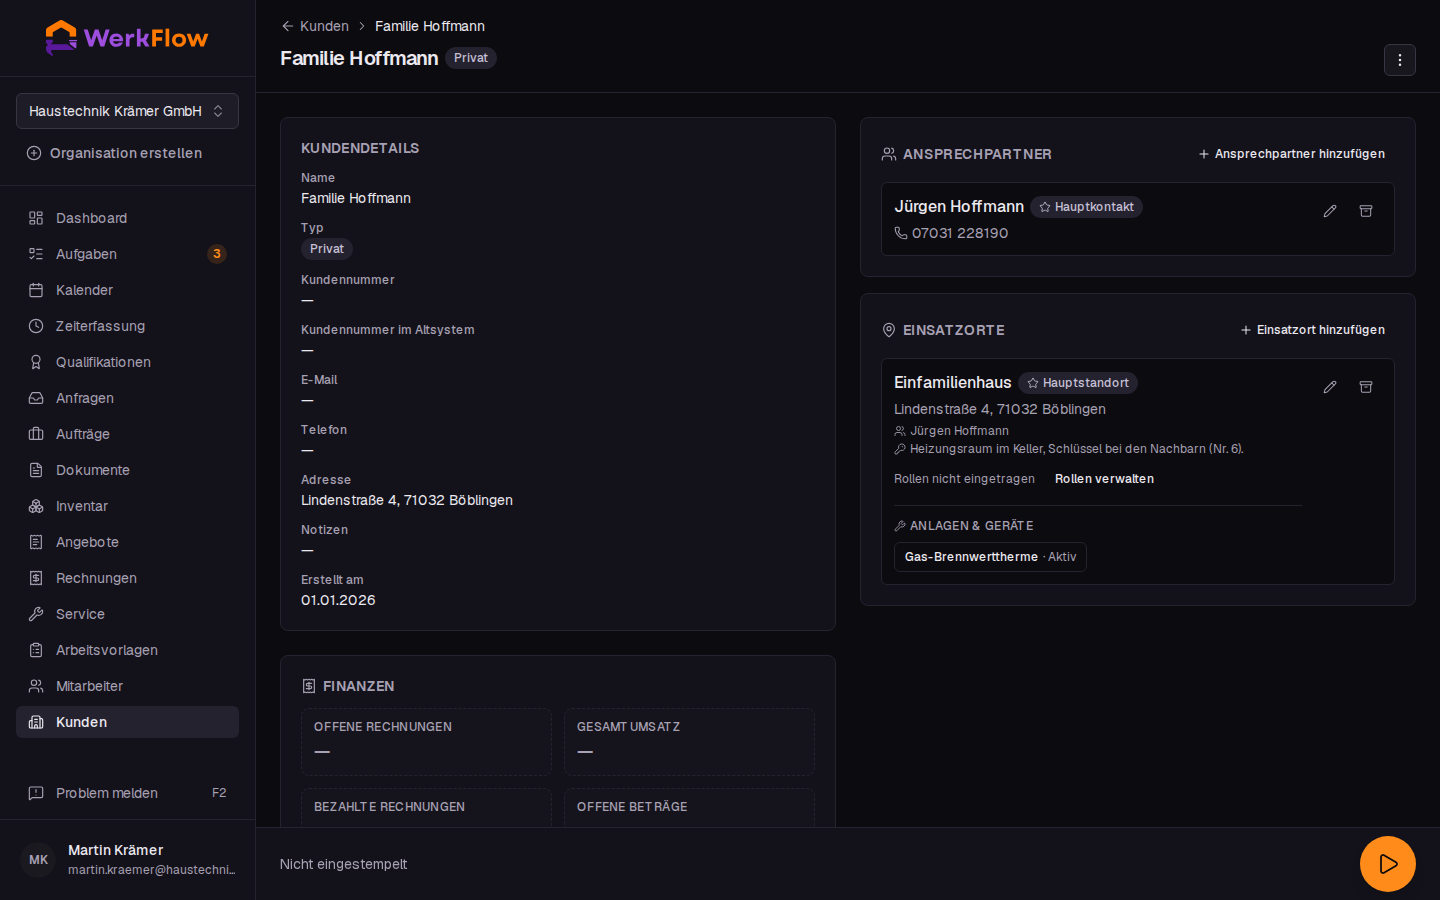 WerkFlow
Haustechnik Krämer GmbH
Organisation erstellen
Dashboard
Aufgaben 3
Kalender
Zeiterfassung
Qualifikationen
Anfragen
Aufträge
Dokumente
Inventar
Angebote
Rechnungen
Service
Arbeitsvorlagen
Mitarbeiter
Kunden
Problem melden F2
MK
Martin Krämer
martin.kraemer@haustechni…
Kunden Familie Hoffmann
Familie Hoffmann Privat
KUNDENDETAILS
Name
Familie Hoffmann
Typ
Privat
Kundennummer
—
Kundennummer im Altsystem
—
E-Mail
—
Telefon
—
Adresse
Lindenstraße 4, 71032 Böblingen
Notizen
—
Erstellt am
01.01.2026
FINANZEN
OFFENE RECHNUNGEN
—
GESAMTUMSATZ
—
BEZAHLTE RECHNUNGEN
OFFENE BETRÄGE
ANSPRECHPARTNER
Ansprechpartner hinzufügen
Jürgen Hoffmann Hauptkontakt
07031 228190
EINSATZORTE
Einsatzort hinzufügen
Einfamilienhaus Hauptstandort
Lindenstraße 4, 71032 Böblingen
Jürgen Hoffmann
Heizungsraum im Keller, Schlüssel bei den Nachbarn (Nr. 6).
Rollen nicht eingetragen Rollen verwalten
ANLAGEN & GERÄTE
Gas-Brennwerttherme · Aktiv
Nicht eingestempelt